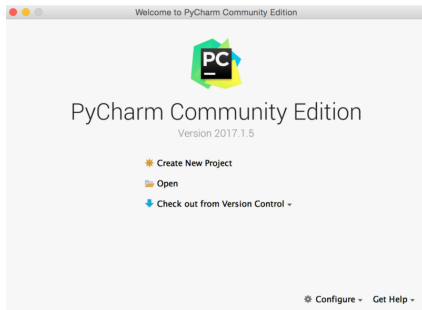 Welcome to PyCharm Community Edition
PC
PyCharm Community Edition
Version 2017.1.5
Create New Project
Open
Check out from Version Control
Configure Get Help